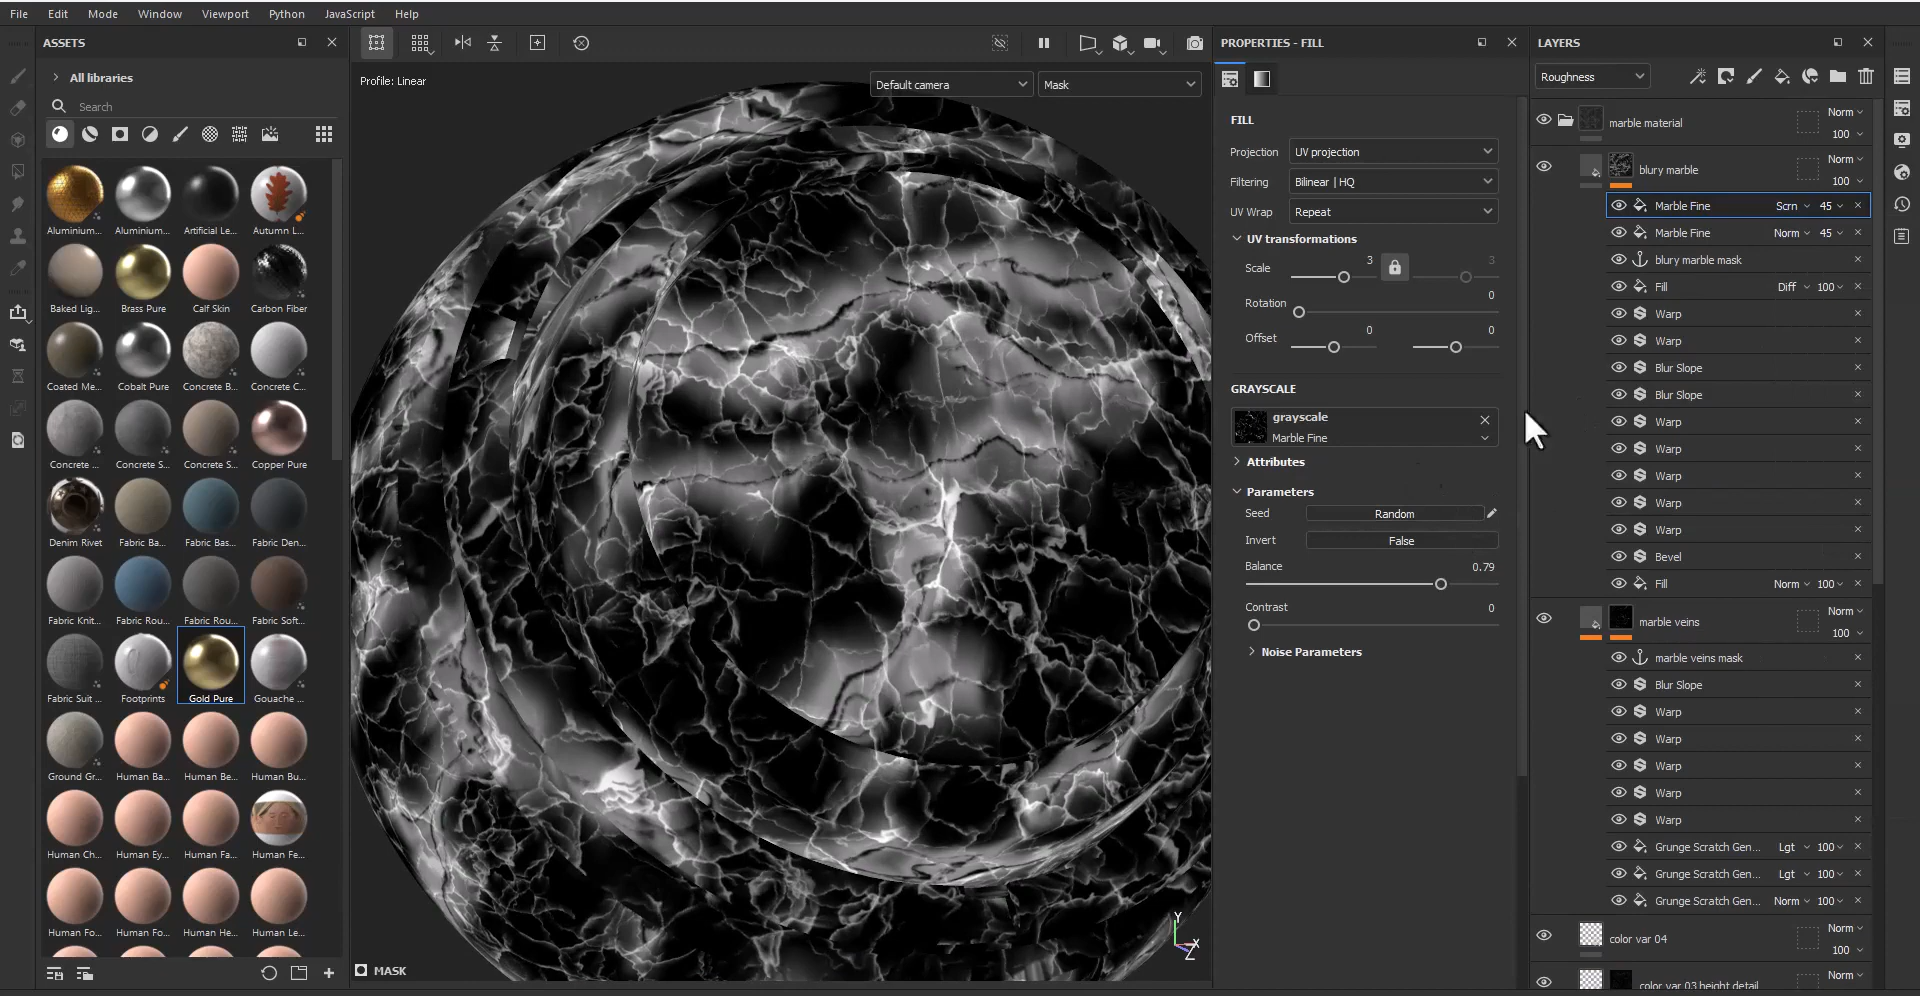 File Edit Mode Window Viewport Python JavaScript Help
ASSETS
All libraries
Search
Aluminium... Aluminium... Artificial Le... Autumn L...
Baked Lig... Brass Pure Calf Skin Carbon Fiber
Coated Me... Cobalt Pure Concrete B... Concrete C...
Concrete ... Concrete S... Concrete S... Copper Pure
Denim Rivet Fabric Ba... Fabric Bas... Fabric Den...
Fabric Knit... Fabric Rou... Fabric Rou... Fabric Soft...
Fabric Suit ... Footprints Gold Pure Gouache ...
Ground Gr... Human Ba... Human Be... Human Bu...
Human Ch... Human Ey... Human Fa... Human Fe...
Human Fo... Human Fo... Human He... Human Le...
Profile: Linear
Default camera
Mask
Y
X
Z
MASK
PROPERTIES - FILL
FILL
Projection UV projection
Filtering Bilinear | HQ
UV Wrap Repeat
UV transformations
Scale 3 3
Rotation 0
Offset 0 0
GRAYSCALE
grayscale
Marble Fine
Attributes
Parameters
Seed Random
Invert False
Balance 0.79
Contrast 0
Noise Parameters
LAYERS
Roughness
marble material Norm 100
blury marble Norm 100
Marble Fine Scrn 45
Marble Fine Norm 45
blury marble mask
Fill Diff 100
Warp
Warp
Blur Slope
Blur Slope
Warp
Warp
Warp
Warp
Warp
Bevel
Fill Norm 100
marble veins Norm 100
marble veins mask
Blur Slope
Warp
Warp
Warp
Warp
Warp
Grunge Scratch Gen... Lgt 100
Grunge Scratch Gen... Lgt 100
Grunge Scratch Gen... Norm 100
color var 04 Norm 100
color var 03 height detail Norm